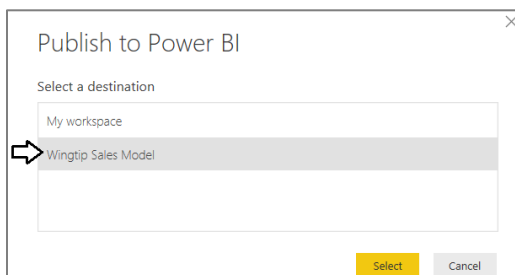 Publish to Power BI
Select a destination
My workspace
Wingtip Sales Model
Select Cancel